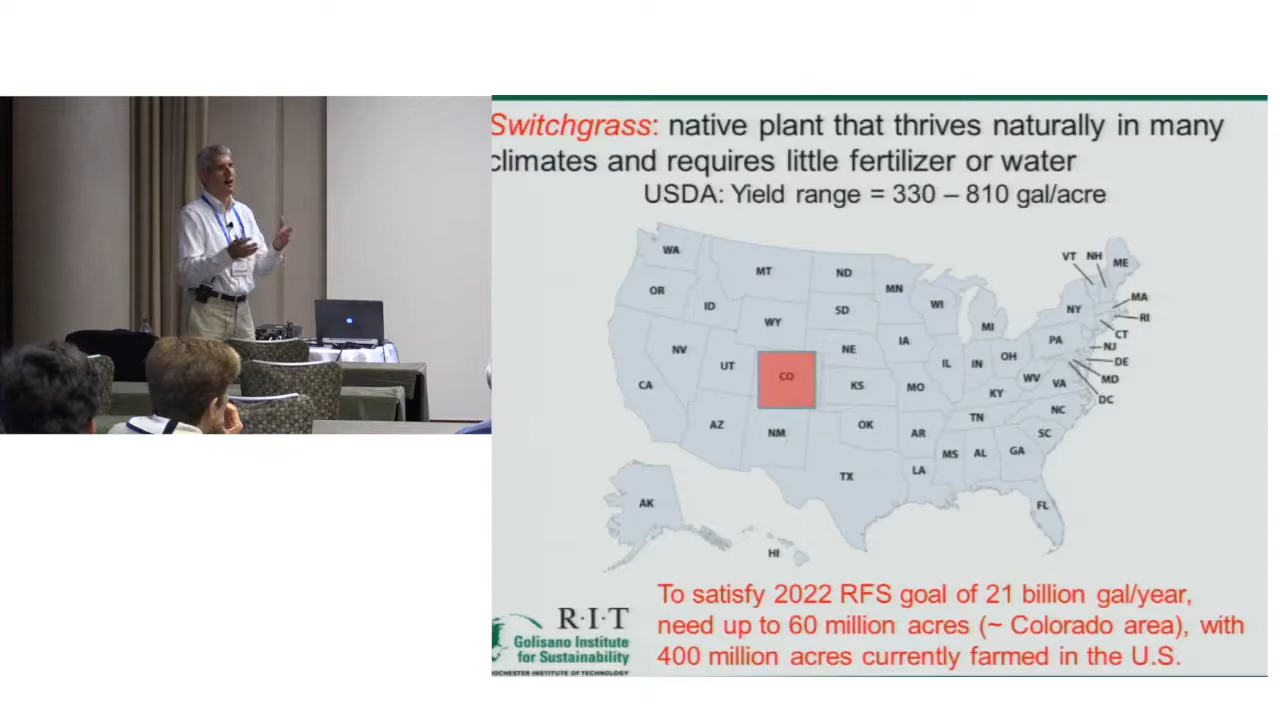 Switchgrass: native plant that thrives naturally in many
climates and requires little fertilizer or water
USDA: Yield range = 330 – 810 gal/acre
WA
MT
ND
MN
VT
NH
ME
OR
ID
SD
WI
NY
MA
RI
WY
MI
CT
NV
UT
NE
IA
PA
NJ
CA
CO
KS
MO
IL
IN
OH
WV
VA
DE
MD
DC
KY
AZ
NM
OK
AR
TN
NC
SC
TX
LA
MS
AL
GA
AK
HI
FL
To satisfy 2022 RFS goal of 21 billion gal/year,
need up to 60 million acres (~ Colorado area), with
400 million acres currently farmed in the U.S.
R·I·T
Golisano Institute
for Sustainability
ROCHESTER INSTITUTE OF TECHNOLOGY